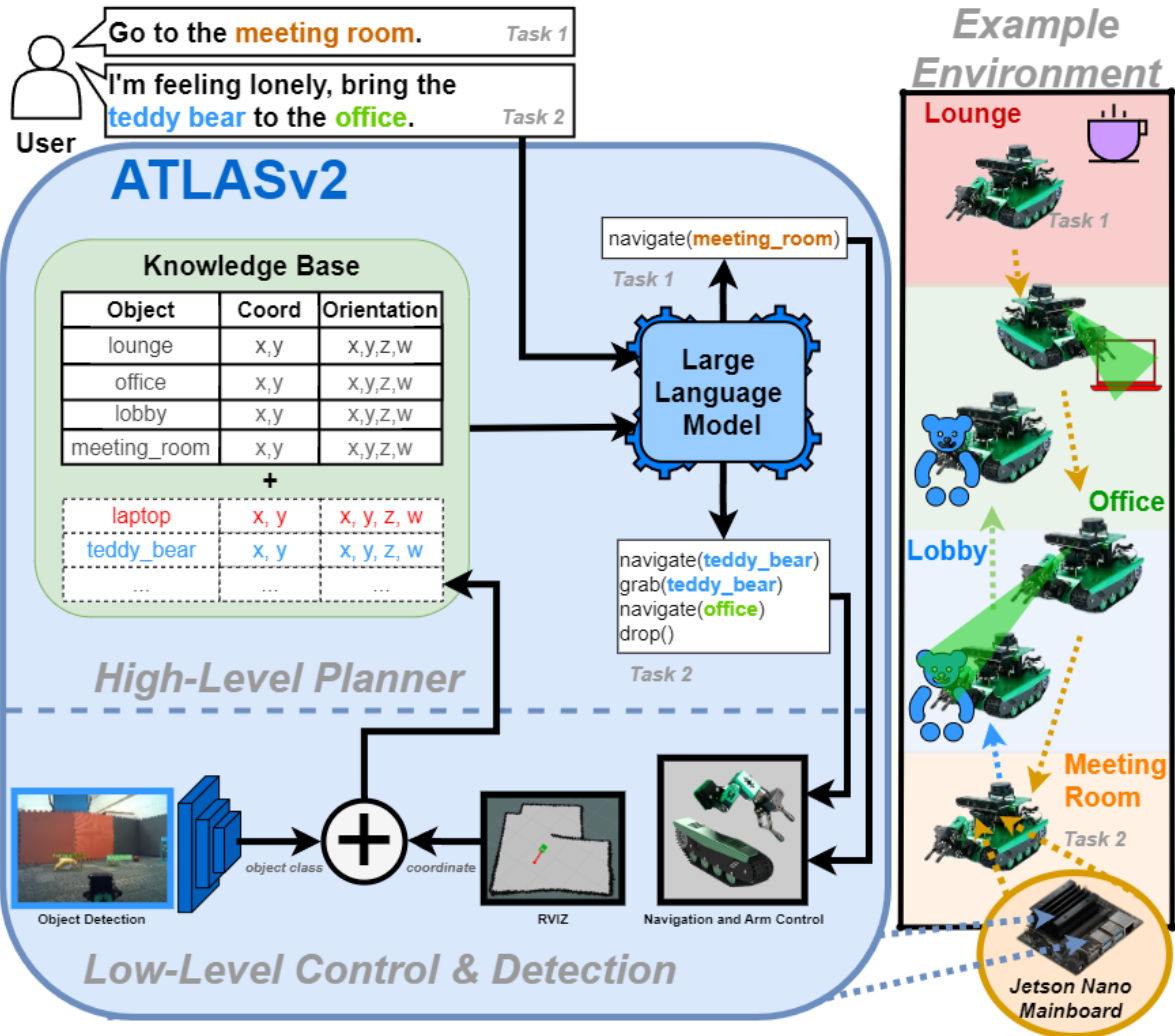 Go to the meeting room.
Task 1
I'm feeling lonely, bring the
teddy bear to the office.
Task 2
User
ATLASv2
Knowledge Base
Object Coord Orientation
lounge x,y x,y,z,w
office x,y x,y,z,w
lobby x,y x,y,z,w
meeting_room x,y x,y,z,w
+
laptop x, y x, y, z, w
teddy_bear x, y x, y, z, w
... ... ...
navigate(meeting_room)
Task 1
Large
Language
Model
navigate(teddy_bear)
grab(teddy_bear)
navigate(office)
drop()
Task 2
High-Level Planner
object class
coordinate
Object Detection
RVIZ
Navigation and Arm Control
Low-Level Control & Detection
Example
Environment
Lounge
Task 1
Office
Lobby
Meeting
Room
Task 2
Jetson Nano
Mainboard